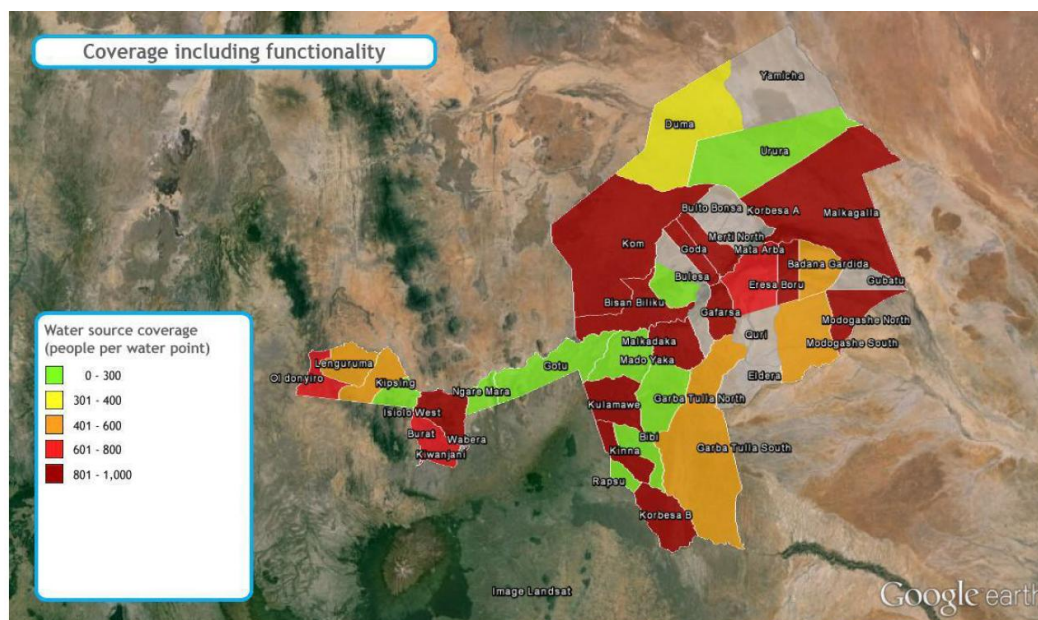 Coverage including functionality
Yamicha
Duma
Urura
Bulto Bonsa
Korbesa A
Malkagalla
Kom
Merti North
Goda
Mata Arba
Badana Gardida
Bulesa
Eresa Boru
Gubatu
Bisan Biliku
Gafarsa
Modogashe North
Guri
Modogashe South
Malkadaka
Mado Yaka
Eldera
Gotu
Lenguruma
Ol donyiro
Kipsing
Ngare Mara
Garba Tulla North
Kulamawe
Isiolo West
Burat
Wabera
Kiwanjani
Bibi
Kinna
Garba Tulla South
Rapsu
Korbesa B
Water source coverage
(people per water point)
0 - 300
301 - 400
401 - 600
601 - 800
801 - 1,000
Image Landsat
Google earth